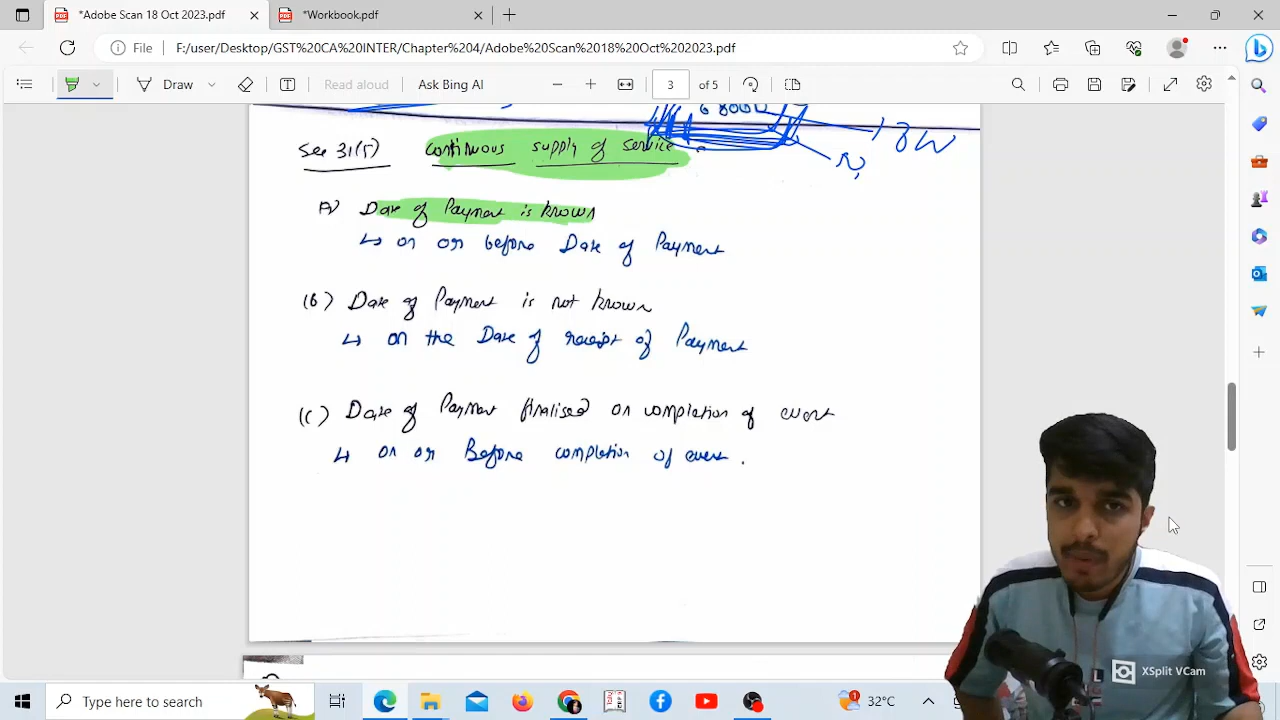 *Adobe Scan 18 Oct 2023.pdf
*Workbook.pdf
File F:/user/Desktop/GST%20CA%20INTER/Chapter%204/Adobe%20Scan%2018%20Oct%202023.pdf
Draw Read aloud Ask Bing AI 3 of 5
6 8000
Sec 31(5) Continuous supply of Service
A) Date of Payment is known
↳ on or before Date of Payment
(B) Date of Payment is not known
↳ on the Date of receipt of Payment
(C) Date of Payment finalised on completion of event
↳ on or Before completion of event.
XSplit VCam
Type here to search
32°C